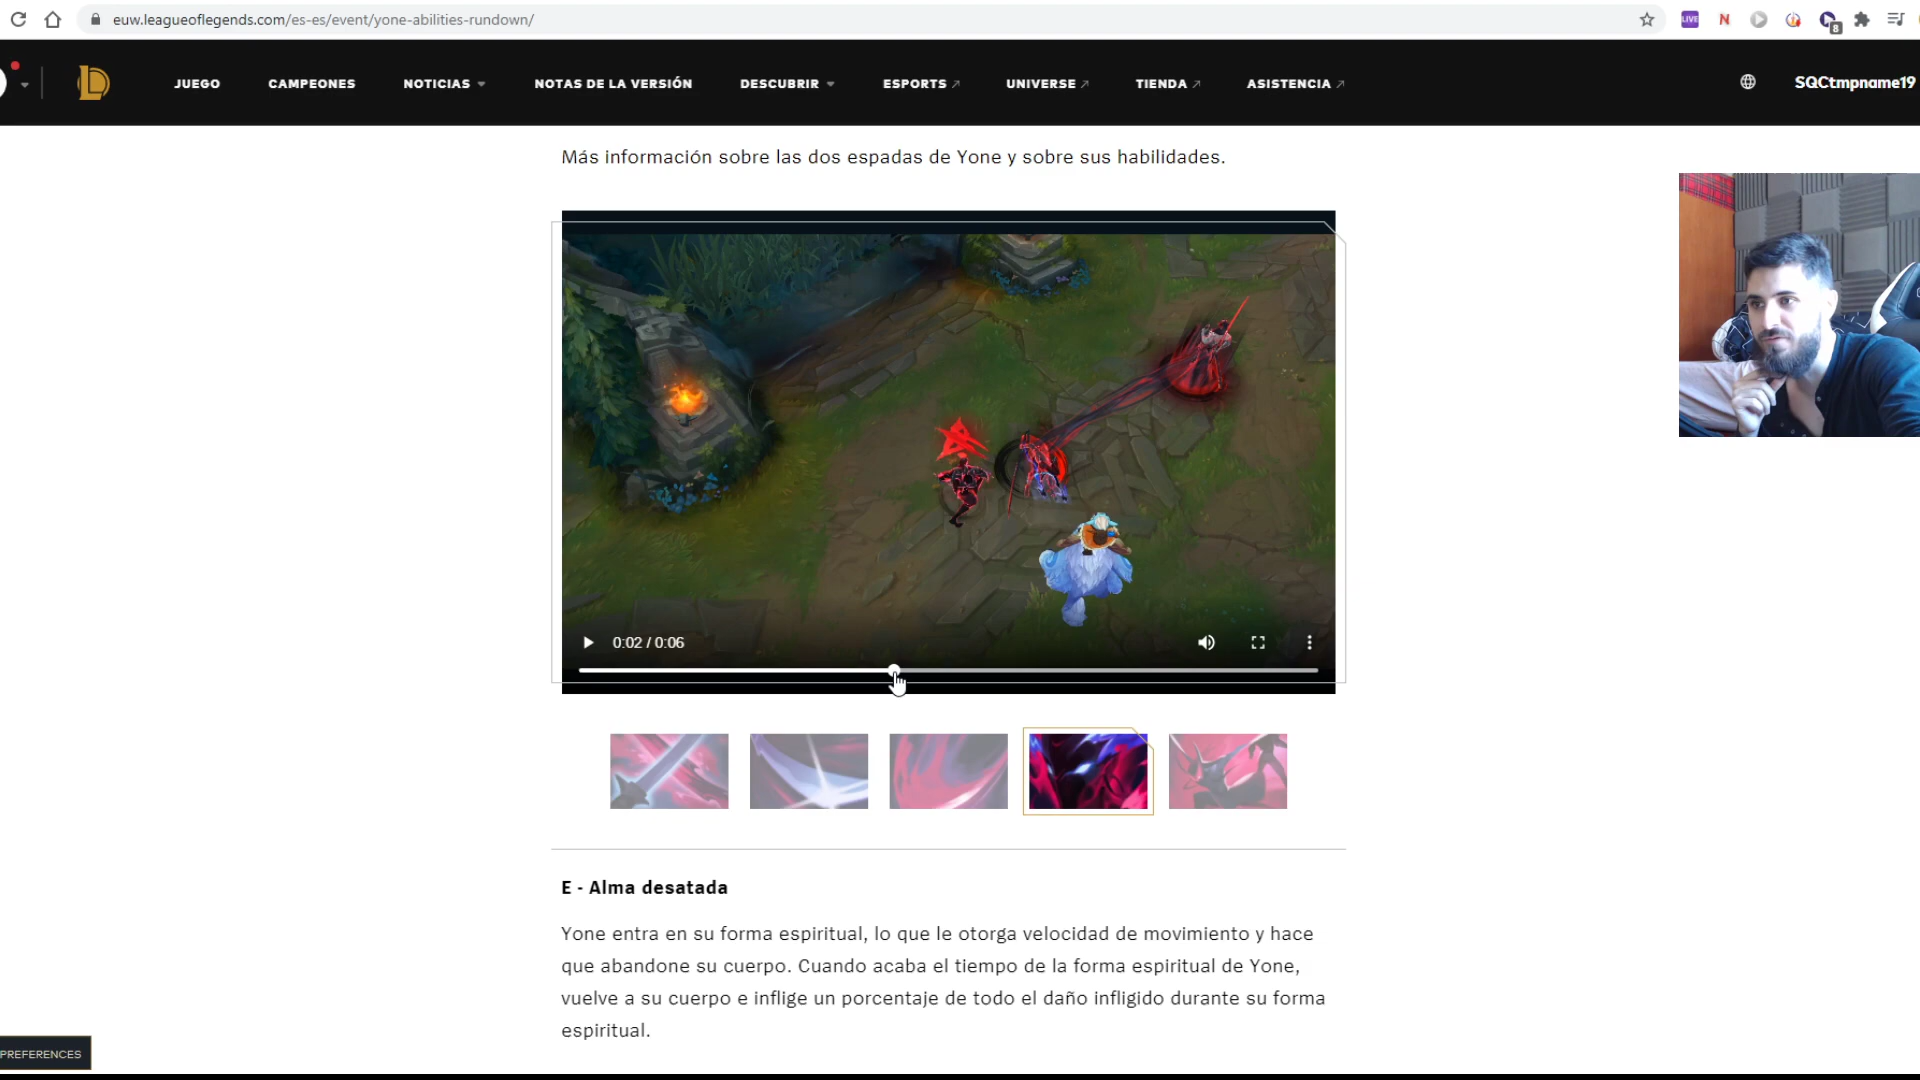 euw.leagueoflegends.com/es-es/event/yone-abilities-rundown/
LIVE
N
8
JUEGO CAMPEONES NOTICIAS NOTAS DE LA VERSIÓN DESCUBRIR ESPORTS UNIVERSE TIENDA ASISTENCIA SQCtmpname19
Más información sobre las dos espadas de Yone y sobre sus habilidades.
0:02 / 0:06
E - Alma desatada
Yone entra en su forma espiritual, lo que le otorga velocidad de movimiento y hace
que abandone su cuerpo. Cuando acaba el tiempo de la forma espiritual de Yone,
vuelve a su cuerpo e inflige un porcentaje de todo el daño infligido durante su forma
espiritual.
PREFERENCES